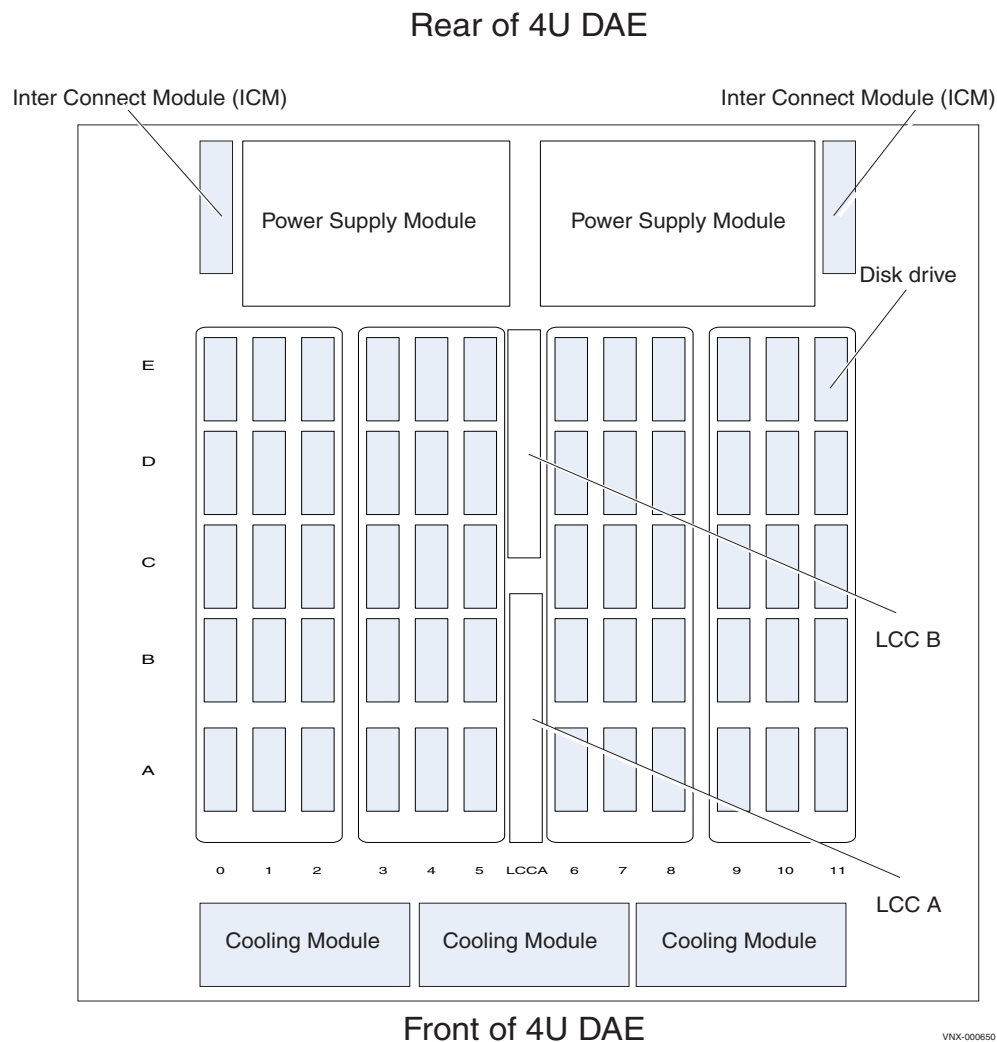 Rear of 4U DAE
Inter Connect Module (ICM)
Inter Connect Module (ICM)
Power Supply Module
Power Supply Module
Disk drive
E
D
C
LCC B
B
A
0 1 2 3 4 5 LCCA 6 7 8 9 10 11
LCC A
Cooling Module
Cooling Module
Cooling Module
Front of 4U DAE
VNX-000650